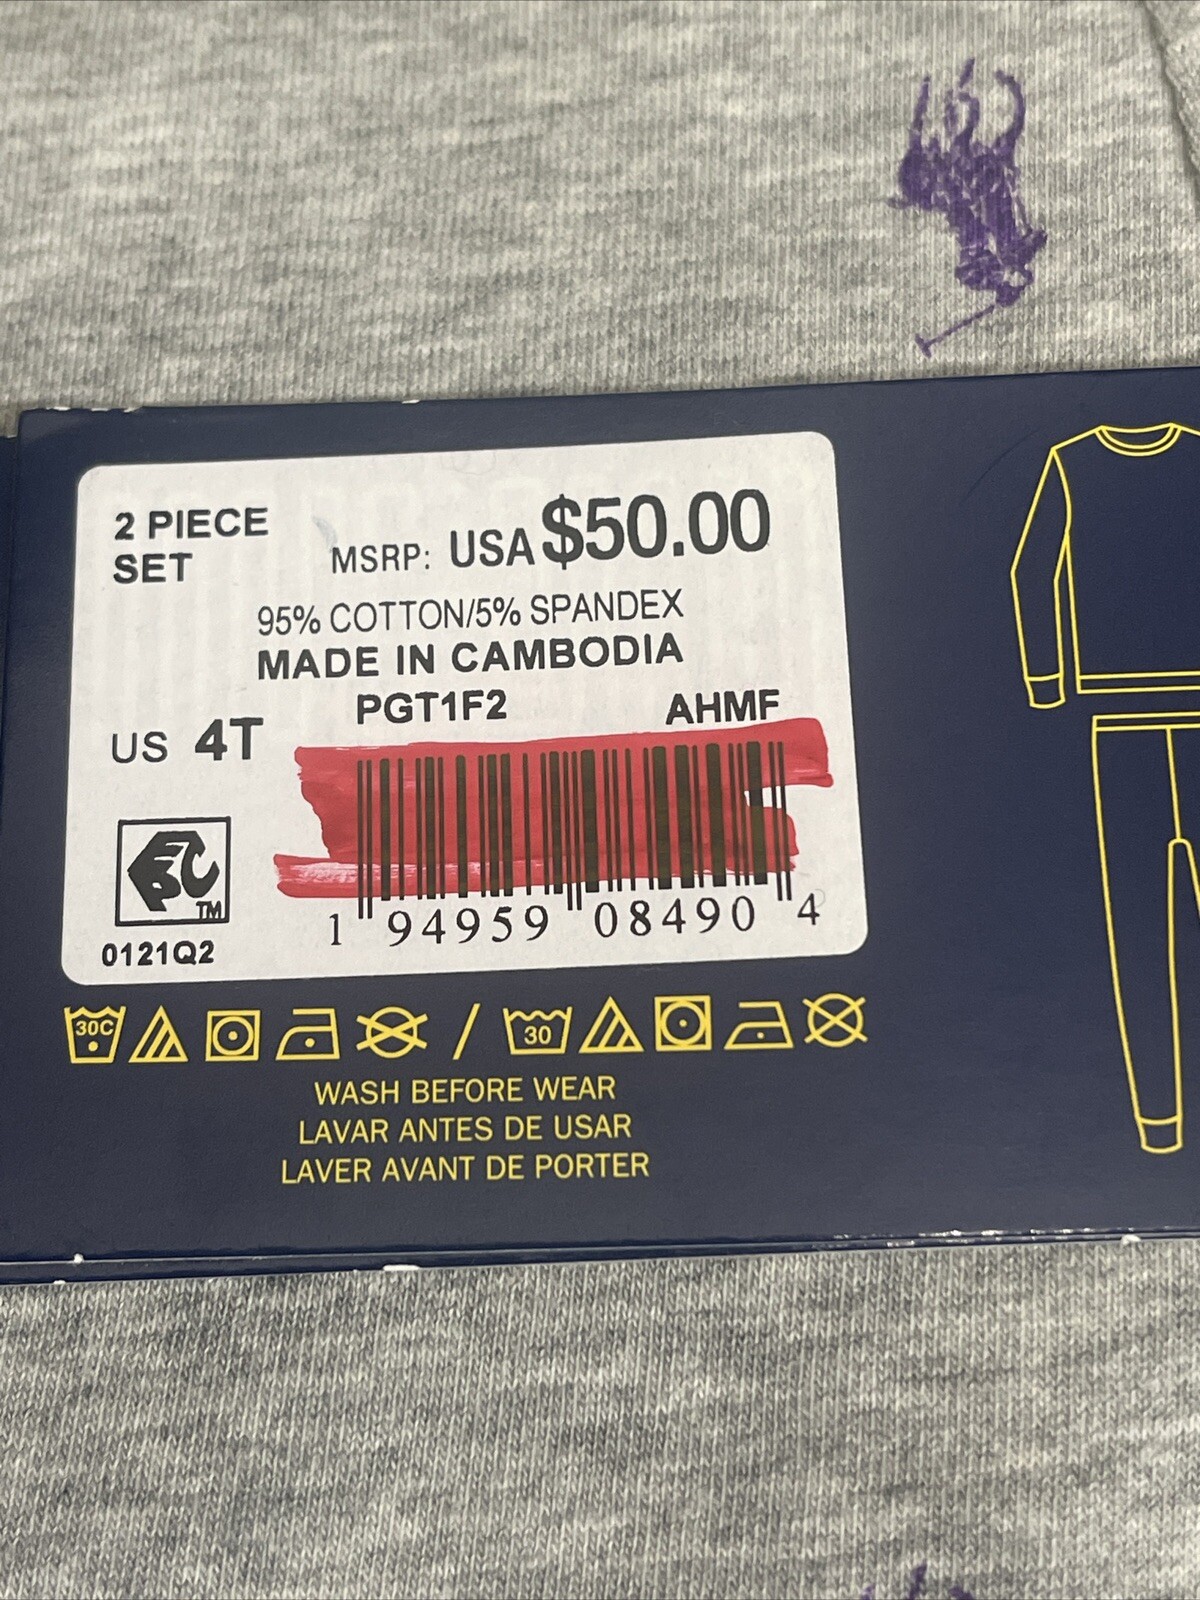 2 PIECE
SET
MSRP: USA $50.00
95% COTTON/5% SPANDEX
MADE IN CAMBODIA
PGT1F2 AHMF
US 4T
TM
0121Q2
1 94959 08490 4
30C / 30
WASH BEFORE WEAR
LAVAR ANTES DE USAR
LAVER AVANT DE PORTER